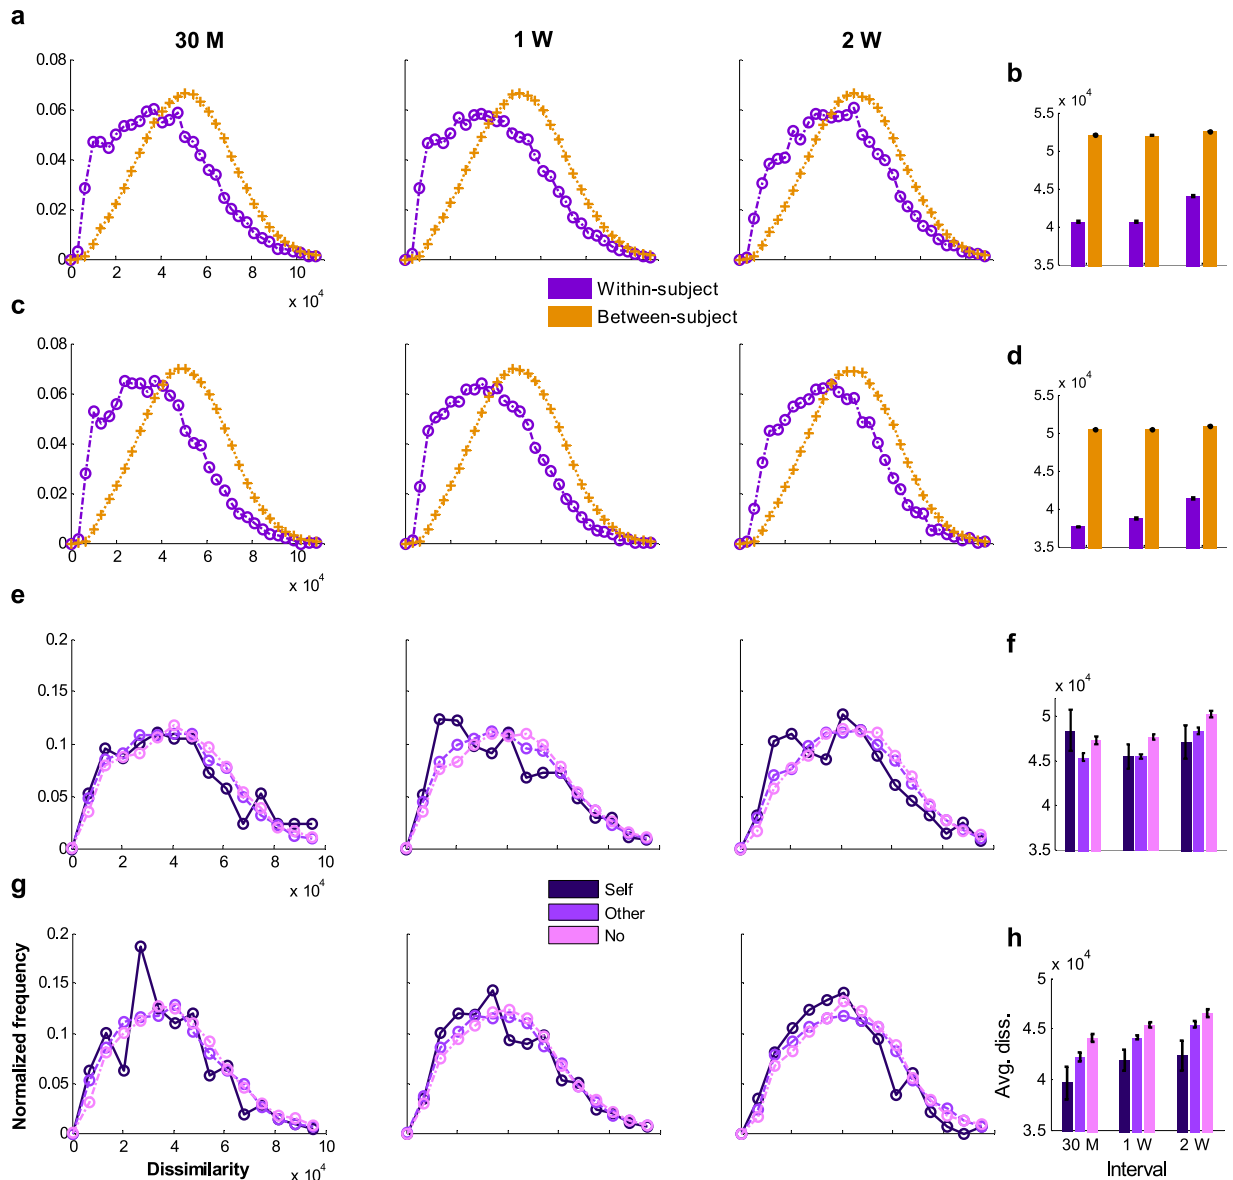 a
30 M
1 W
2 W
b
0.08
0.06
0.04
0.02
0
0 2 4 6 8 10
x 10^4
x 10^4
5.5
5
4.5
4
3.5
Within-subject
Between-subject
c
0.08
0.06
0.04
0.02
0
0 2 4 6 8 10
x 10^4
d
x 10^4
5.5
5
4.5
4
3.5
e
0.2
0.15
0.1
0.05
0
0 2 4 6 8 10
x 10^4
f
x 10^4
5
4.5
4
3.5
g
Self
Other
No
Normalized frequency
0.2
0.15
0.1
0.05
0
0 2 4 6 8 10
Dissimilarity
x 10^4
h
x 10^4
Avg. diss.
5
4.5
4
3.5
30 M 1 W 2 W
Interval